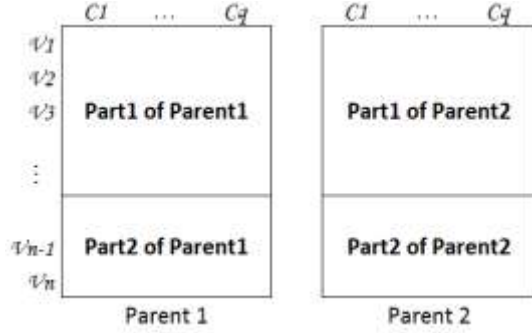 C1 ... Cq C1 ... Cq
V1
V2
V3 Part1 of Parent1 Part1 of Parent2
⋮
Vn-1 Part2 of Parent1 Part2 of Parent2
Vn
Parent 1 Parent 2